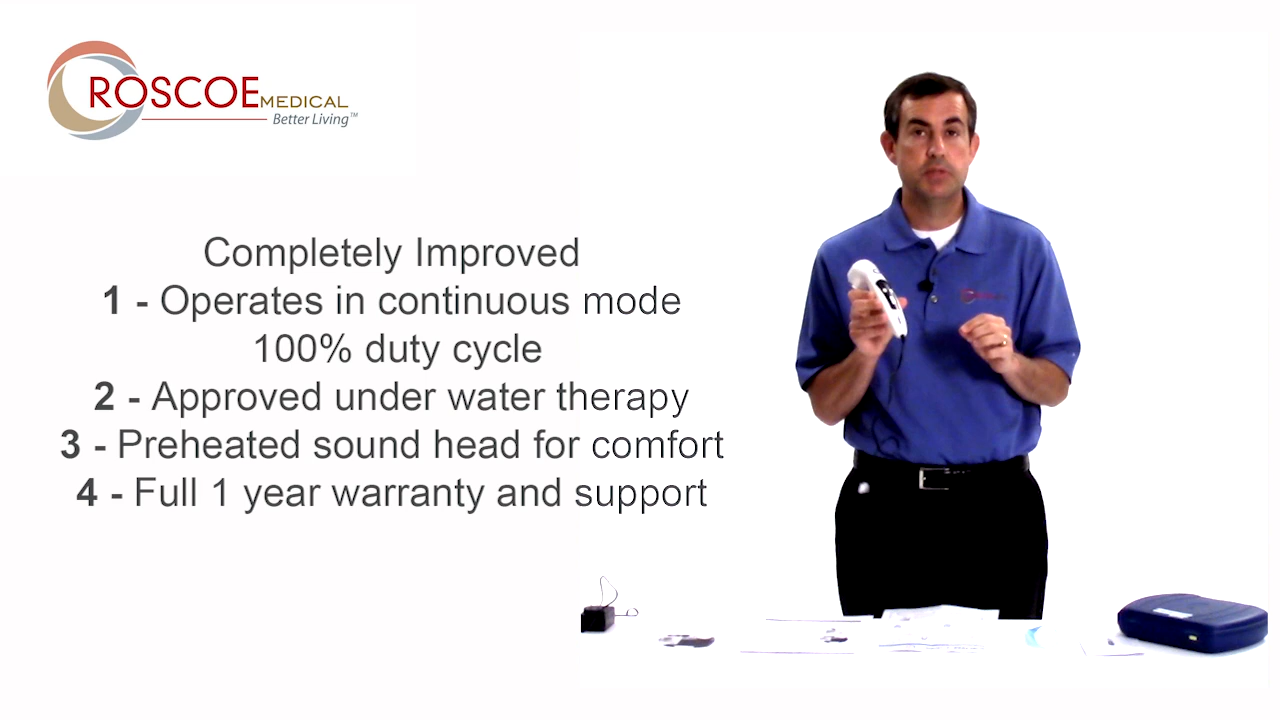 ROSCOE MEDICAL
Better Living™
Completely Improved
1 - Operates in continuous mode
100% duty cycle
2 - Approved under water therapy
3 - Preheated sound head for comfort
4 - Full 1 year warranty and support